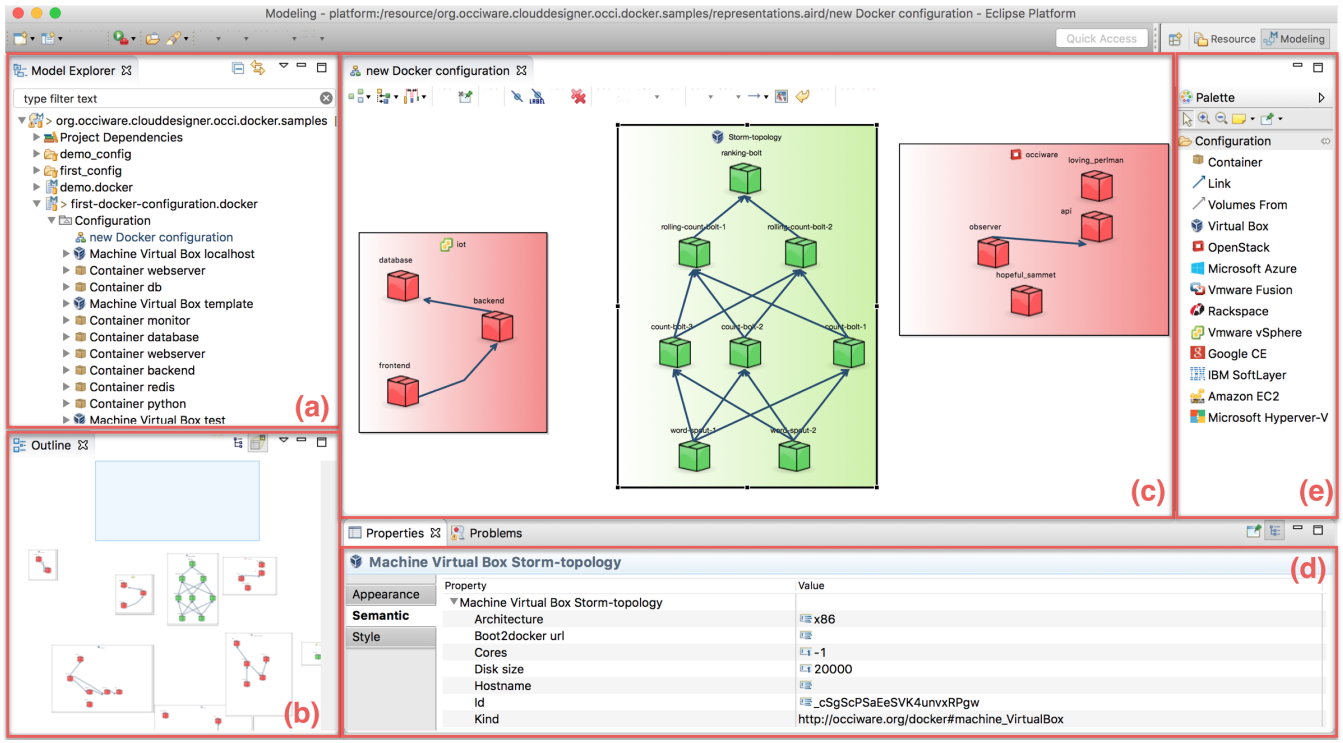 Modeling - platform:/resource/org.occiware.clouddesigner.occi.docker.samples/representations.aird/new Docker configuration - Eclipse Platform
Quick Access
Resource
Modeling
Model Explorer
type filter text
> org.occiware.clouddesigner.occi.docker.samples
Project Dependencies
demo_config
first_config
demo.docker
> first-docker-configuration.docker
Configuration
new Docker configuration
Machine Virtual Box localhost
Container webserver
Container db
Machine Virtual Box template
Container monitor
Container database
Container webserver
Container backend
Container redis
Container python
Machine Virtual Box test
(a)
Outline
(b)
new Docker configuration
LABEL
iot
database
backend
frontend
Storm-topology
ranking-bolt
rolling-count-bolt-1
rolling-count-bolt-2
count-bolt-3
count-bolt-2
count-bolt-1
word-spout-1
word-spout-2
occiware
loving_perlman
api
observer
hopeful_sammet
(c)
Palette
Configuration
Container
Link
Volumes From
Virtual Box
OpenStack
Microsoft Azure
Vmware Fusion
Rackspace
Vmware vSphere
Google CE
IBM SoftLayer
Amazon EC2
Microsoft Hyperver-V
(e)
Properties
Problems
Machine Virtual Box Storm-topology
(d)
Appearance
Semantic
Style
Property Value
Machine Virtual Box Storm-topology
Architecture x86
Boot2docker url
Cores -1
Disk size 20000
Hostname
Id _cSgScPSaEeSVK4unvxRPgw
Kind http://occiware.org/docker#machine_VirtualBox